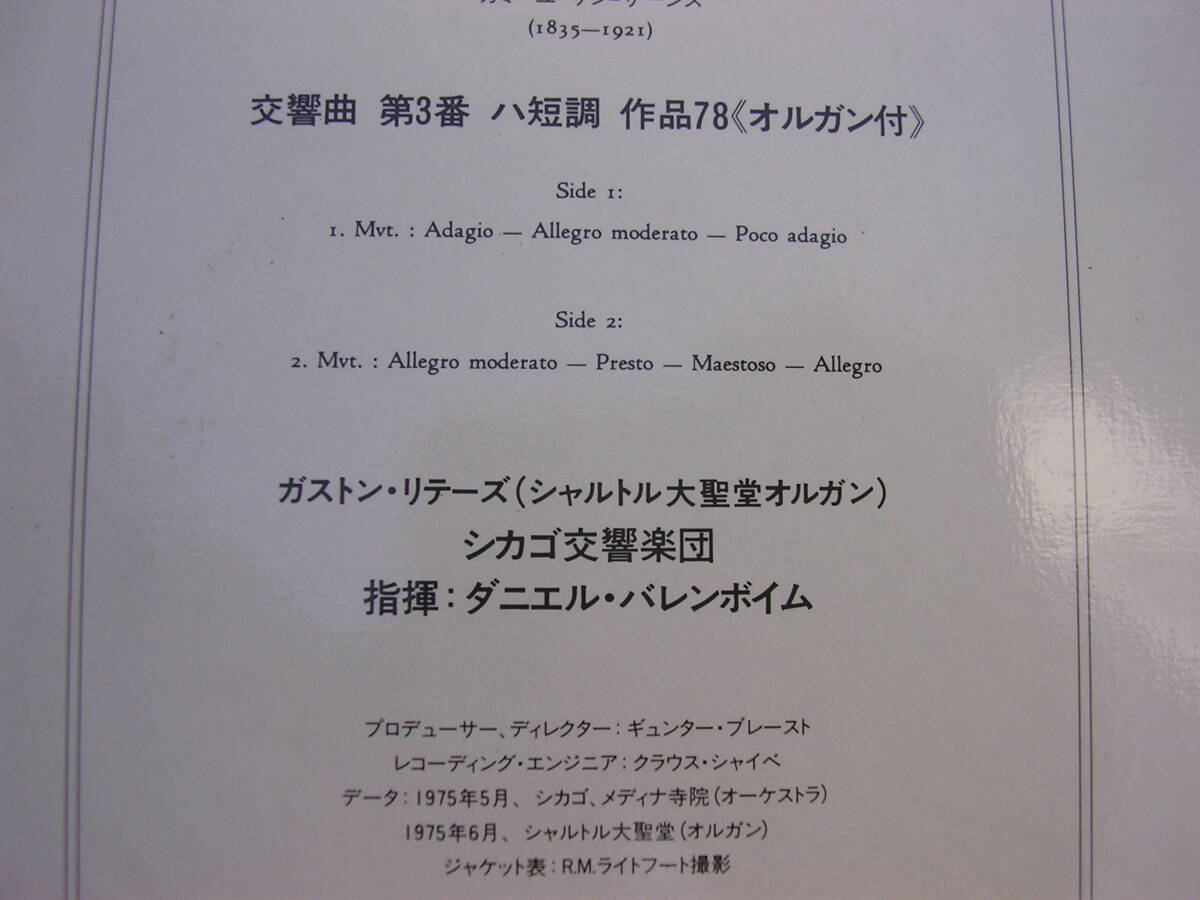 (1835—1921)
交響曲 第3番 ハ短調 作品78《オルガン付》
Side 1:
1. Mvt. : Adagio — Allegro moderato — Poco adagio
Side 2:
2. Mvt. : Allegro moderato — Presto — Maestoso — Allegro
ガストン・リテーズ(シャルトル大聖堂オルガン)
シカゴ交響楽団
指揮:ダニエル・バレンボイム
プロデューサー、ディレクター:ギュンター・ブレースト
レコーディング・エンジニア:クラウス・シャイベ
データ:1975年5月、シカゴ、メディナ寺院(オーケストラ)
1975年6月、シャルトル大聖堂(オルガン)
ジャケット表:R.M.ライトフート撮影